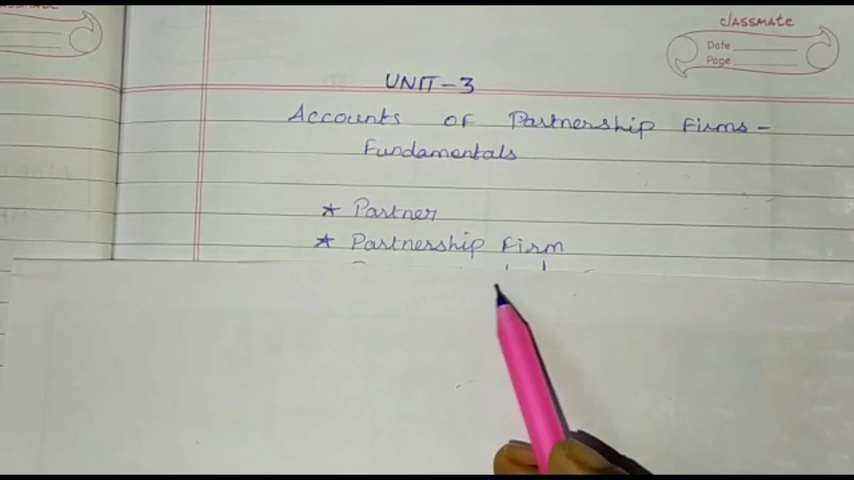 classmate
Date
Page
UNIT-3
Accounts of Partnership Firms-
Fundamentals
* Partner
* Partnership Firm